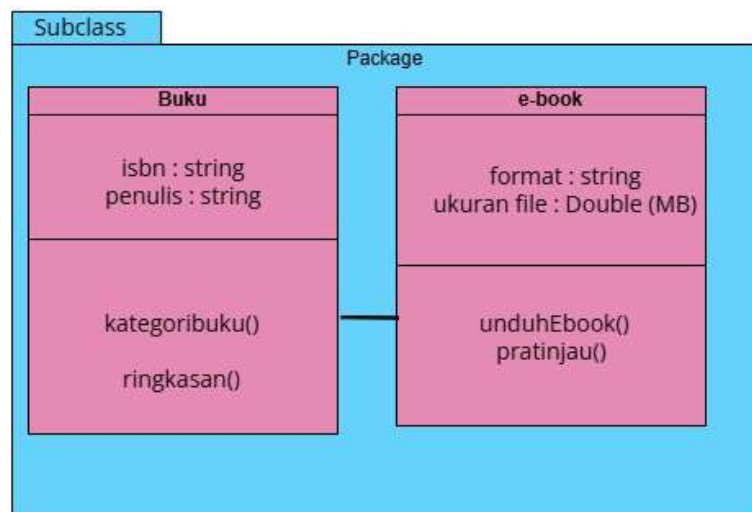 Subclass
Package
Buku
isbn : string
penulis : string
kategoribuku()
ringkasan()
e-book
format : string
ukuran file : Double (MB)
unduhEbook()
pratinjau()